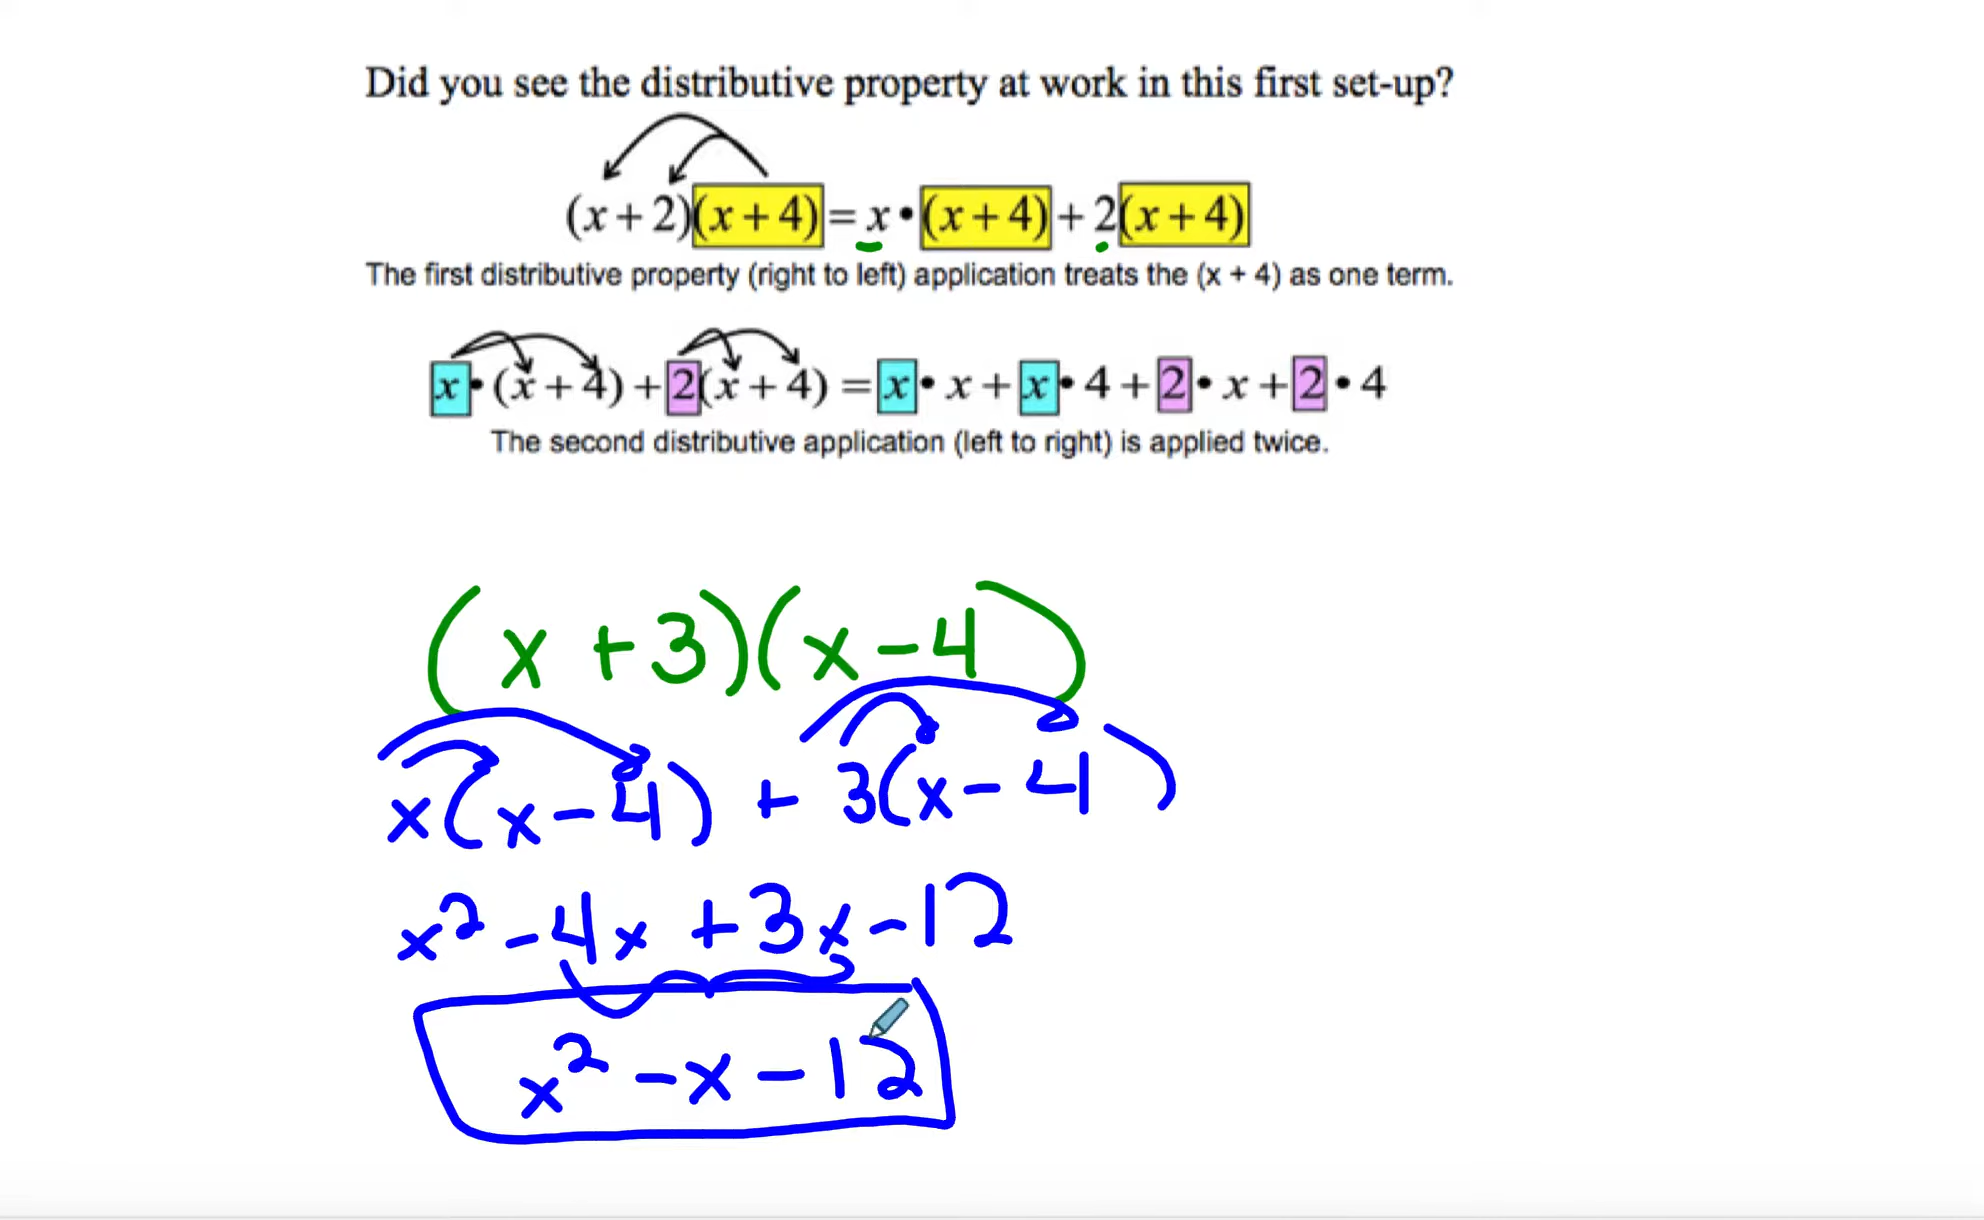 Did you see the distributive property at work in this first set-up?
(x + 2)(x + 4) = x • (x + 4) + 2(x + 4)
The first distributive property (right to left) application treats the (x + 4) as one term.
x • (x + 4) + 2(x + 4) = x • x + x • 4 + 2 • x + 2 • 4
The second distributive application (left to right) is applied twice.
(x + 3)(x - 4)
x(x - 4) + 3(x - 4)
x² - 4x + 3x - 12
x² - x - 12